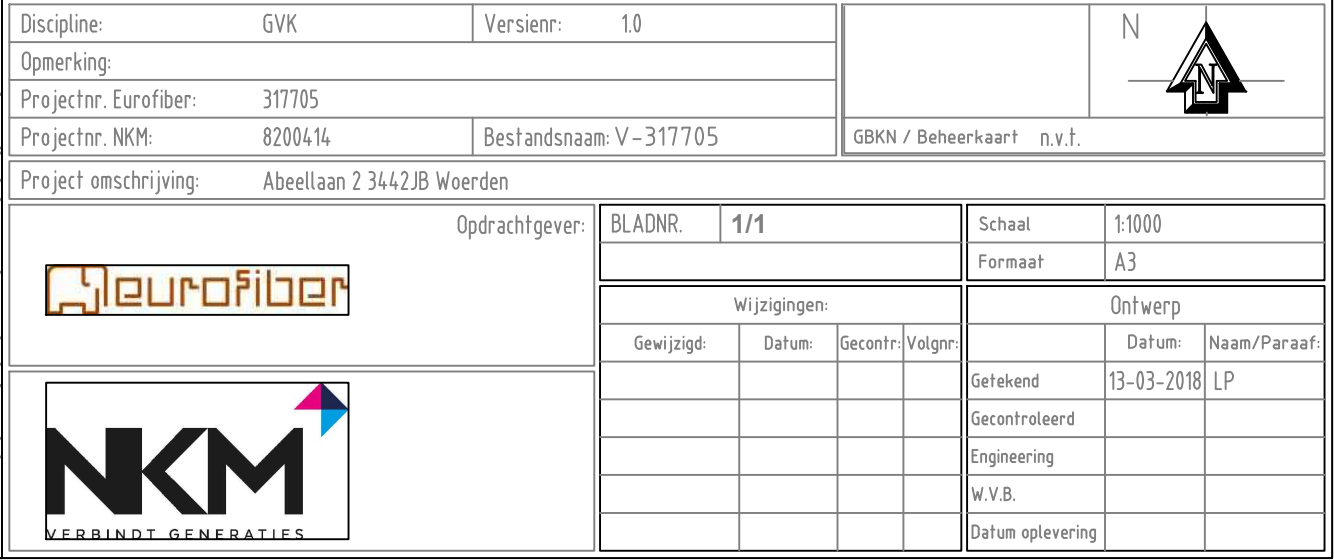 Discipline: GVK Versienr: 1.0
N
N
Opmerking:
Projectnr. Eurofiber: 317705
Projectnr. NKM: 8200414 Bestandsnaam: V-317705
GBKN / Beheerkaart n.v.t.
Project omschrijving: Abeellaan 2 3442JB Woerden
Opdrachtgever:
eurofiber
NKM
VERBINDT GENERATIES
BLADNR. 1/1
Wijzigingen:
Gewijzigd: Datum: Gecontr: Volgnr:
Schaal 1:1000
Formaat A3
Ontwerp
Datum: Naam/Paraaf:
Getekend 13-03-2018 LP
Gecontroleerd
Engineering
W.V.B.
Datum oplevering